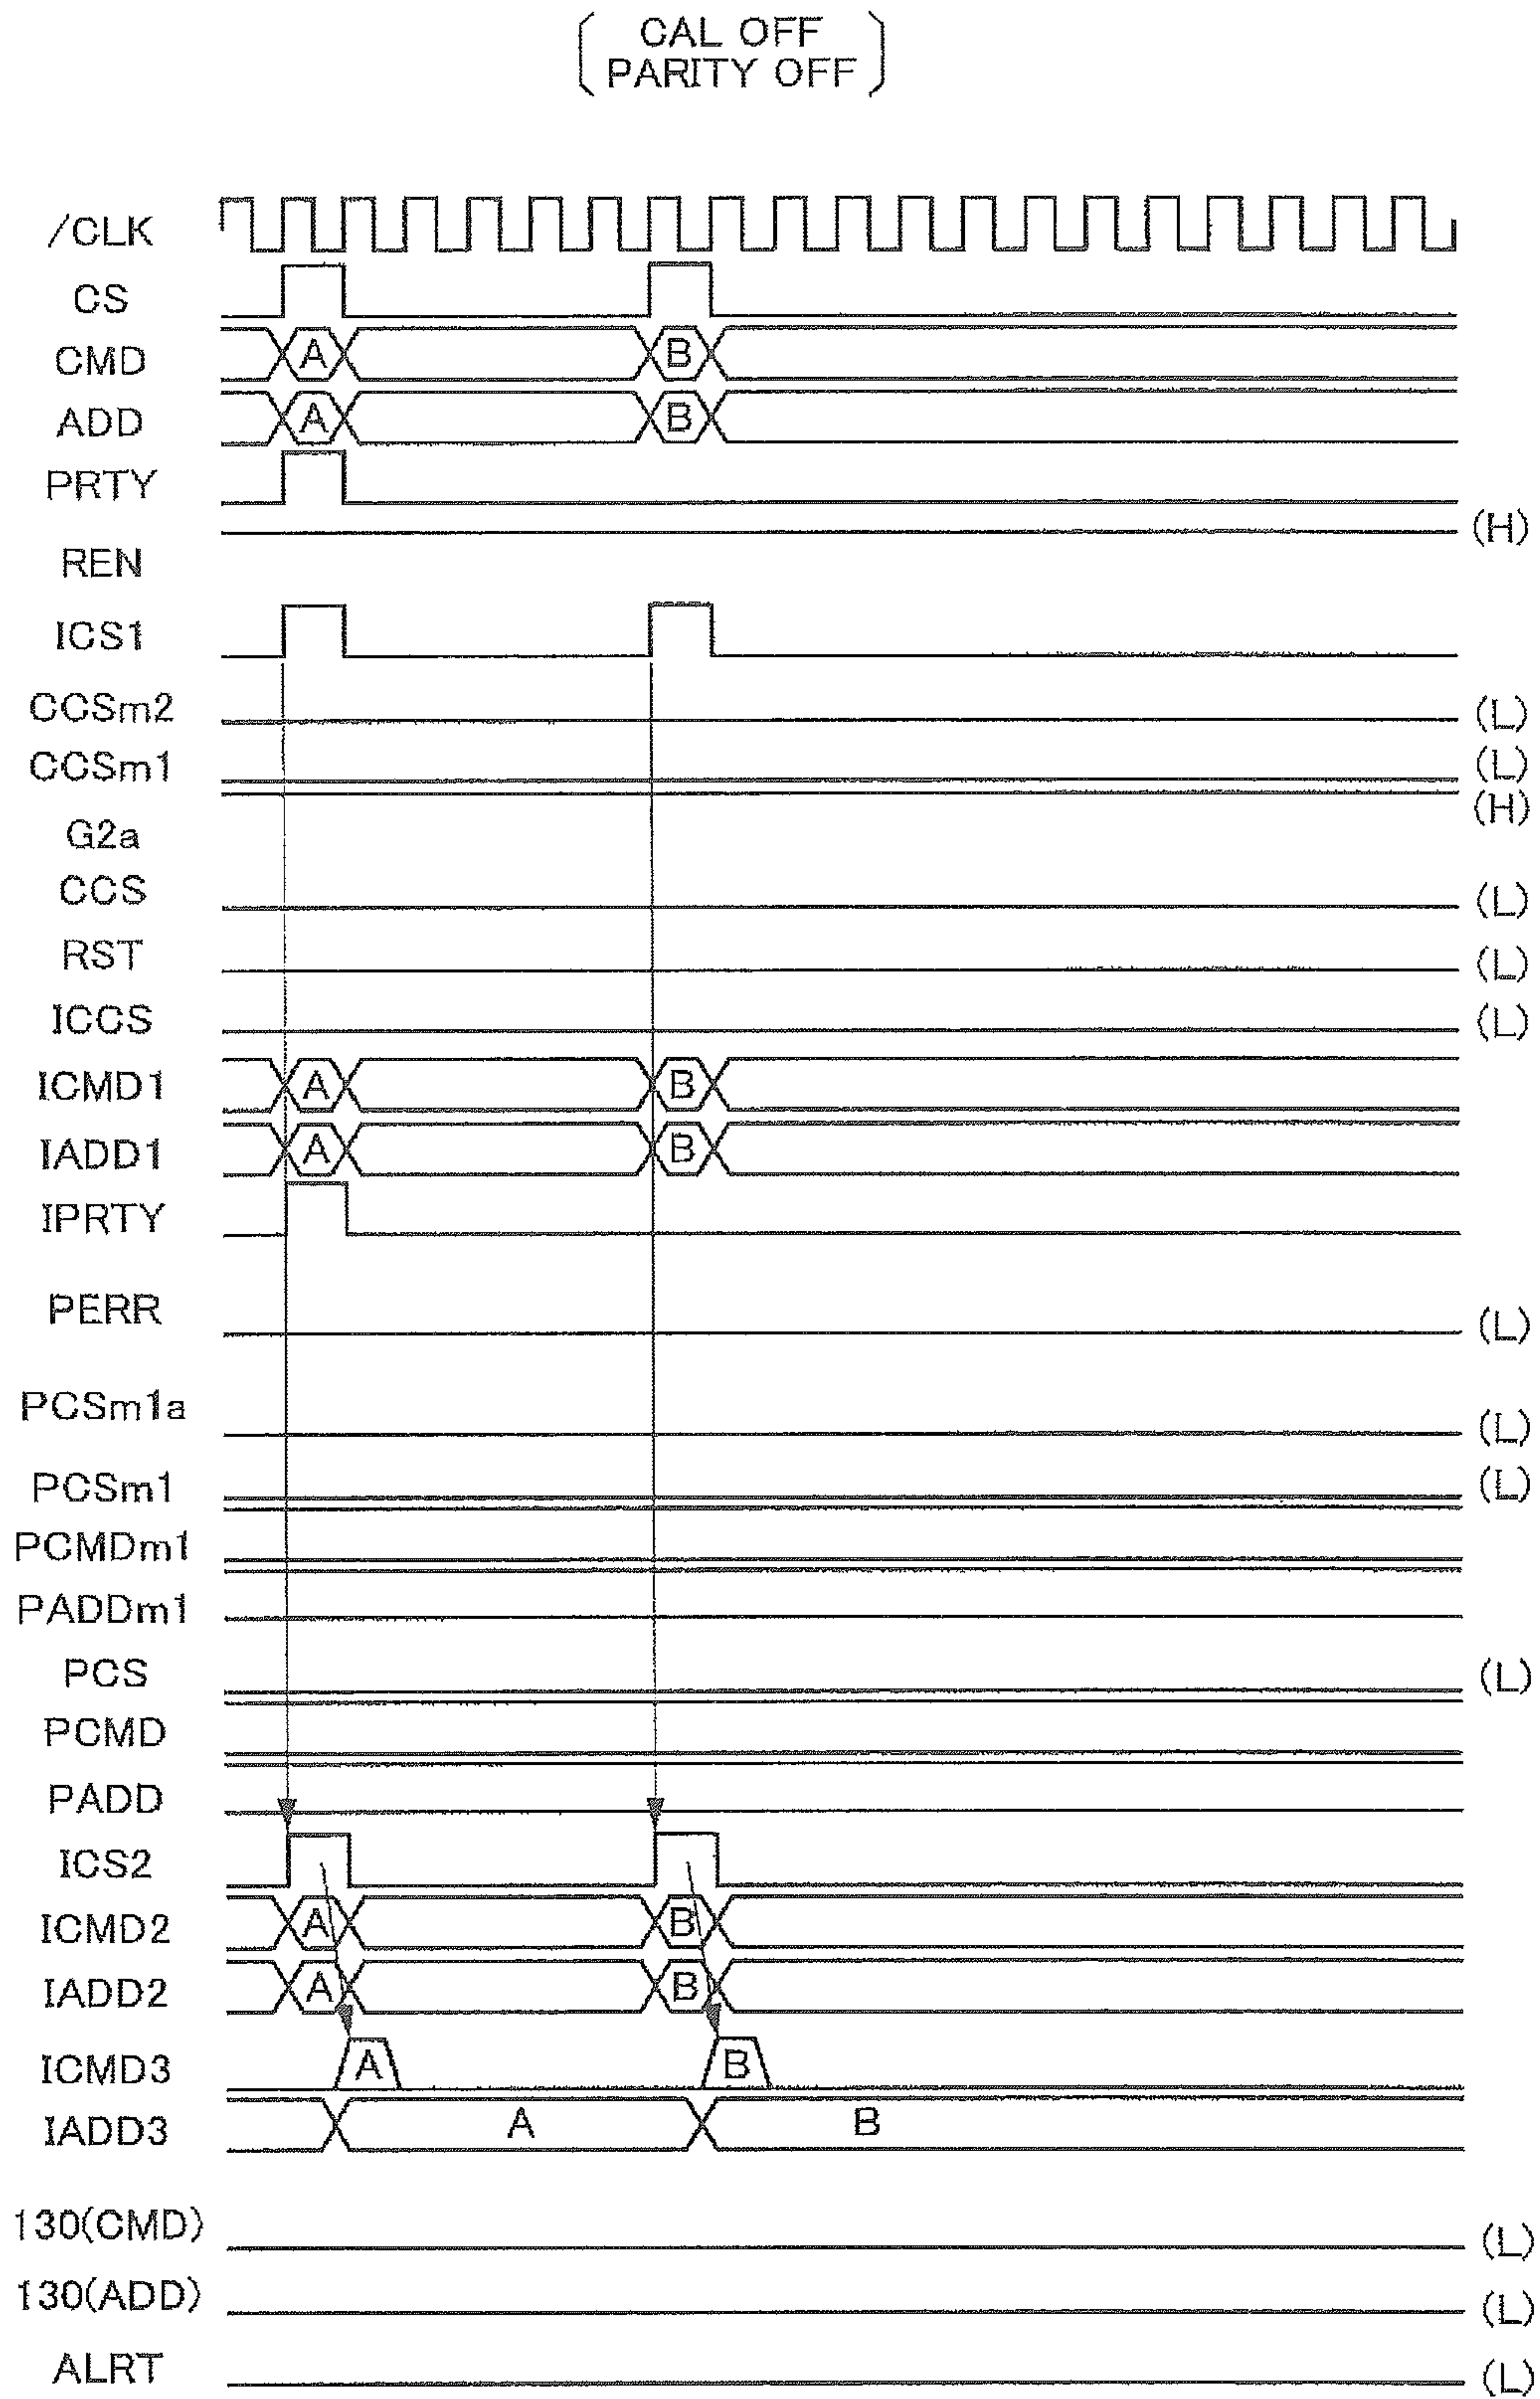 CAL OFF
PARITY OFF
/CLK
CS
CMD A B
ADD A B
PRTY
REN (H)
ICS1
CCSm2 (L)
CCSm1 (L)
G2a (H)
CCS (L)
RST (L)
ICCS (L)
ICMD1 A B
IADD1 A B
IPRTY
PERR (L)
PCSm1a (L)
PCSm1 (L)
PCMDm1
PADDm1
PCS (L)
PCMD
PADD
ICS2
ICMD2 A B
IADD2 A B
ICMD3 A B
IADD3 A B
130(CMD) (L)
130(ADD) (L)
ALRT (L)